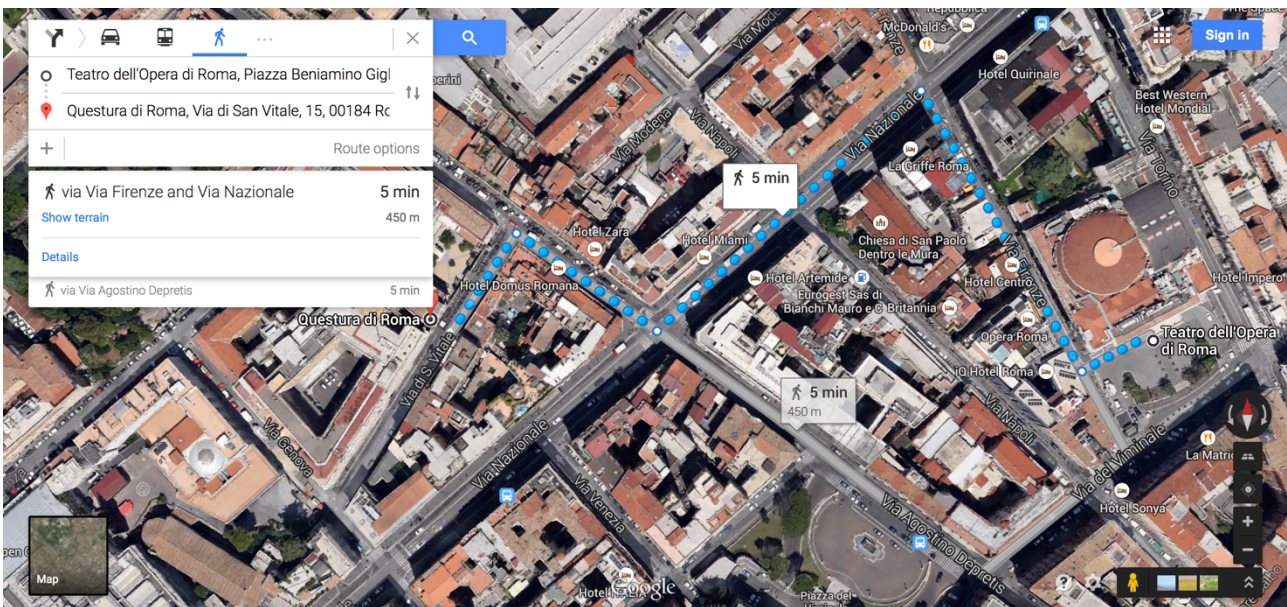 Teatro dell'Opera di Roma, Piazza Beniamino Gigl
Questura di Roma, Via di San Vitale, 15, 00184 Rc
Route options
via Via Firenze and Via Nazionale 5 min
Show terrain 450 m
Details
via Via Agostino Depretis 5 min
Sign in
McDonald's
Hotel Quirinale
Best Western
Hotel Mondial
Via Modena
Via Modena
Via Napoli
Via Nazionale
La Griffe Roma
Via Torino
5 min
Hotel Zara
Hotel Miami
Chiesa di San Paolo
Dentro le Mura
Via Firenze
Hotel Domus Romana
Hotel Artemide
Eurogest Sas di
Bianchi Mauro e C
Britannia
Hotel Centro
Hotel Impero
Questura di Roma
Opera Roma
Teatro dell'Opera
di Roma
iQ Hotel Roma
Via di S. Vitale
5 min
450 m
Via Napoli
Via Genova
Via Nazionale
Via Venezia
Via del Viminale
La Matric
Hotel Sonya
Via Agostino Depretis
Map
Google
Piazza del